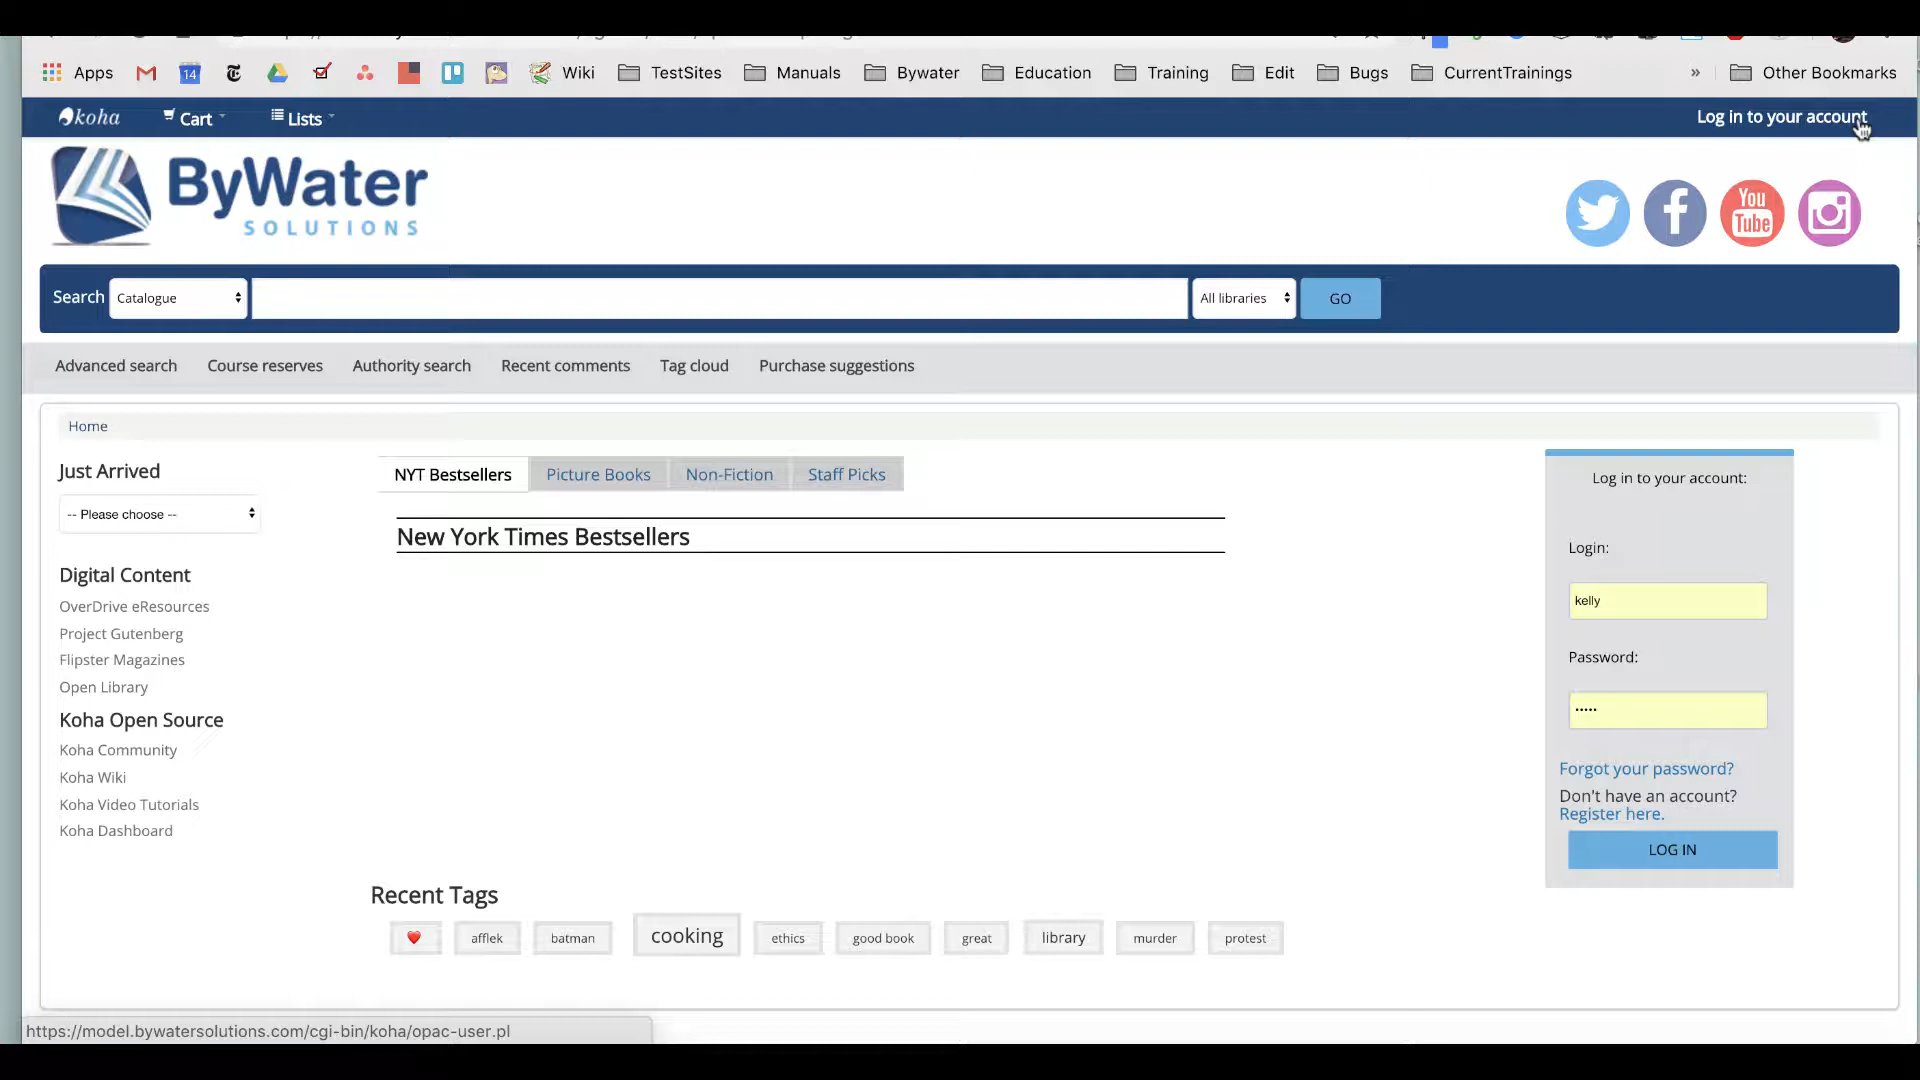 Apps 14 Wiki TestSites Manuals Bywater Education Training Edit Bugs CurrentTrainings » Other Bookmarks
koha Cart Lists Log in to your account
ByWater
SOLUTIONS
You
Tube
Search Catalogue All libraries GO
Advanced search Course reserves Authority search Recent comments Tag cloud Purchase suggestions
Home
Just Arrived
-- Please choose --
Digital Content
OverDrive eResources
Project Gutenberg
Flipster Magazines
Open Library
Koha Open Source
Koha Community
Koha Wiki
Koha Video Tutorials
Koha Dashboard
NYT Bestsellers Picture Books Non-Fiction Staff Picks
New York Times Bestsellers
Recent Tags
❤️ afflek batman cooking ethics good book great library murder protest
Log in to your account:
Login:
kelly
Password:
•••••
Forgot your password?
Don't have an account?
Register here.
LOG IN
https://model.bywatersolutions.com/cgi-bin/koha/opac-user.pl